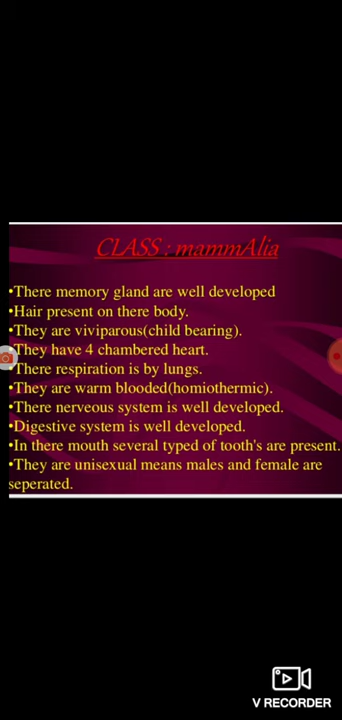 CLASS : mammAlia
•There memory gland are well developed
•Hair present on there body.
•They are viviparous(child bearing).
•They have 4 chambered heart.
•There respiration is by lungs.
•They are warm blooded(homiothermic).
•There nerveous system is well developed.
•Digestive system is well developed.
•In there mouth several typed of tooth's are present.
•They are unisexual means males and female are
seperated.
V RECORDER